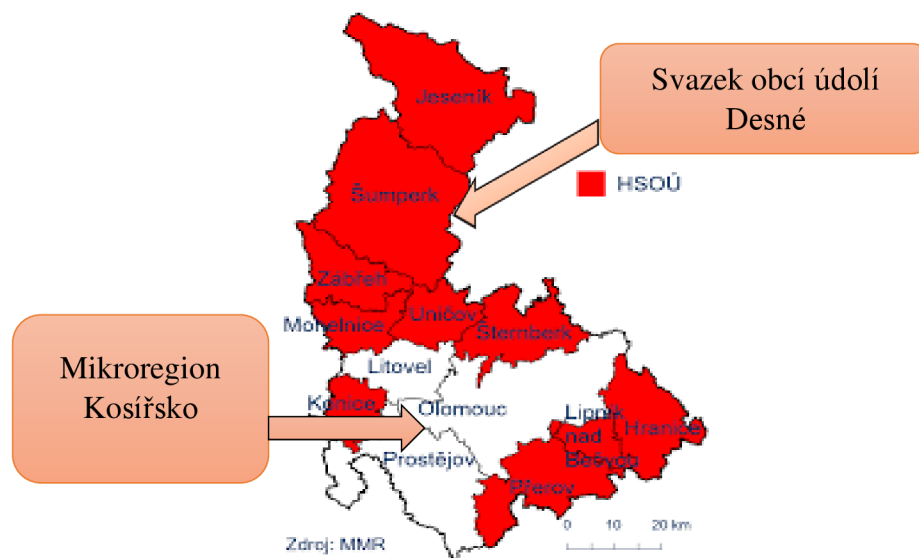 Jeseník
Svazek obcí údolí
Desné
HSOÚ
Šumperk
Zábřeh
Mohelnice
Uničov
Šternberk
Litovel
Mikroregion
Kosířsko
Konice
Olomouc
Lipník
nad
Bečvou
Hranice
Prostějov
Přerov
0 10 20 km
Zdroj: MMR